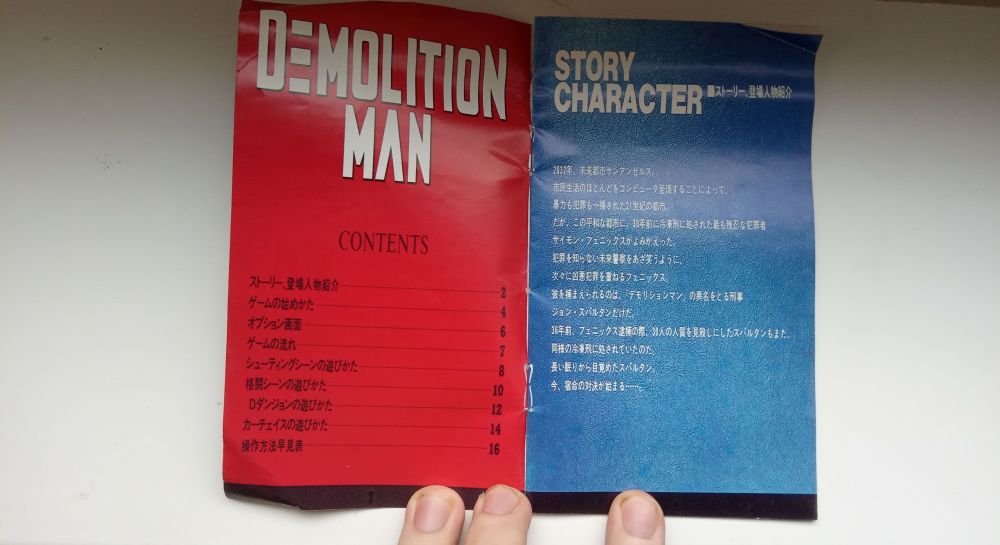 DEMOLITION
MAN
CONTENTS
ストーリー、登場人物紹介 2
ゲームの始めかた 4
オプション画面 6
ゲームの流れ 7
シューティングシーンの遊びかた 8
格闘シーンの遊びかた 10
Dダンジョンの遊びかた 12
カーチェイスの遊びかた 14
操作方法早見表 16
1
STORY
CHARACTER ■ストーリー、登場人物紹介
2032年、未来都市サンアンゼルス。
市民生活のほとんどをコンピュータ管理することによって、
暴力も犯罪も一掃された21世紀の都市。
だが、この平和な都市に、36年前に冷凍刑に処された最も残忍な犯罪者
サイモン・フェニックスがよみがえった。
犯罪を知らない未来警察をあざ笑うように、
次々に凶悪犯罪を重ねるフェニックス。
彼を捕まえられるのは、「デモリションマン」の異名をとる刑事
ジョン・スパルタンだけだ。
36年前、フェニックス逮捕の際、30人の人質を見殺しにしたスパルタンもまた、
同様の冷凍刑に処されていたのだ。
長い眠りから目覚めたスパルタン。
今、宿命の対決が始まる……。